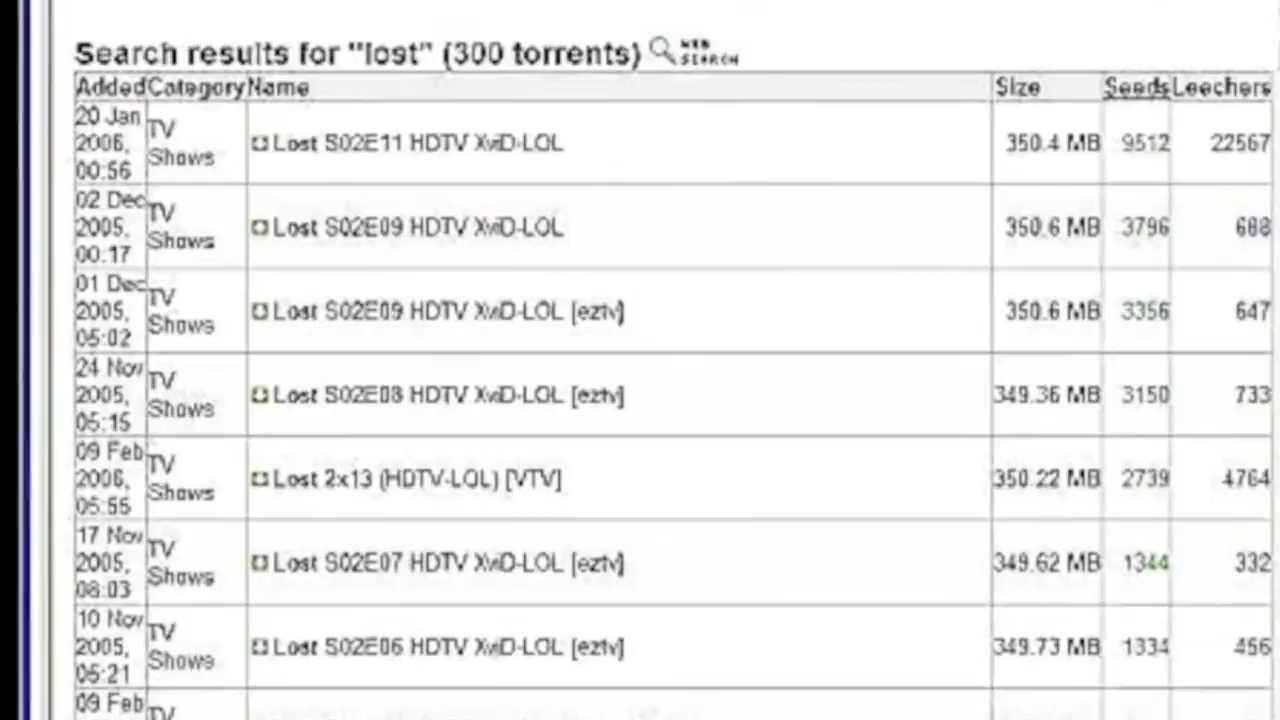 Search results for "lost" (300 torrents) WEB SEARCH
Added Category Name Size Seeds Leechers
20 Jan 2006, 00:56 TV Shows Lost S02E11 HDTV XviD-LOL 350.4 MB 9512 22567
02 Dec 2005, 00:17 TV Shows Lost S02E09 HDTV XviD-LOL 350.6 MB 3796 688
01 Dec 2005, 05:02 TV Shows Lost S02E09 HDTV XviD-LOL [eztv] 350.6 MB 3356 647
24 Nov 2005, 05:15 TV Shows Lost S02E08 HDTV XviD-LOL [eztv] 349.36 MB 3150 733
09 Feb 2006, 05:55 TV Shows Lost 2x13 (HDTV-LOL) [VTV] 350.22 MB 2739 4764
17 Nov 2005, 08:03 TV Shows Lost S02E07 HDTV XviD-LOL [eztv] 349.62 MB 1344 332
10 Nov 2005, 05:21 TV Shows Lost S02E06 HDTV XviD-LOL [eztv] 349.73 MB 1334 456
09 Feb TV